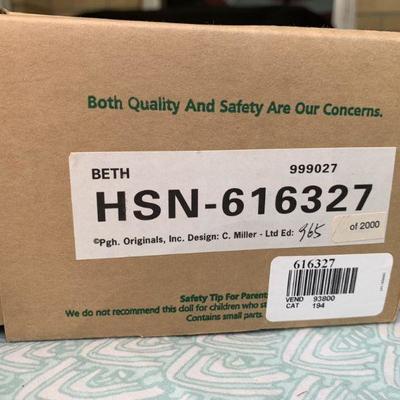 Both Quality And Safety Are Our Concerns.
BETH 999027
HSN-616327
©Pgh. Originals, Inc. Design: C. Miller - Ltd Ed: 965 of 2000
616327
VEND 93800
CAT 194
Safety Tip For Parent
We do not recommend this doll for children who st
Contains small parts.